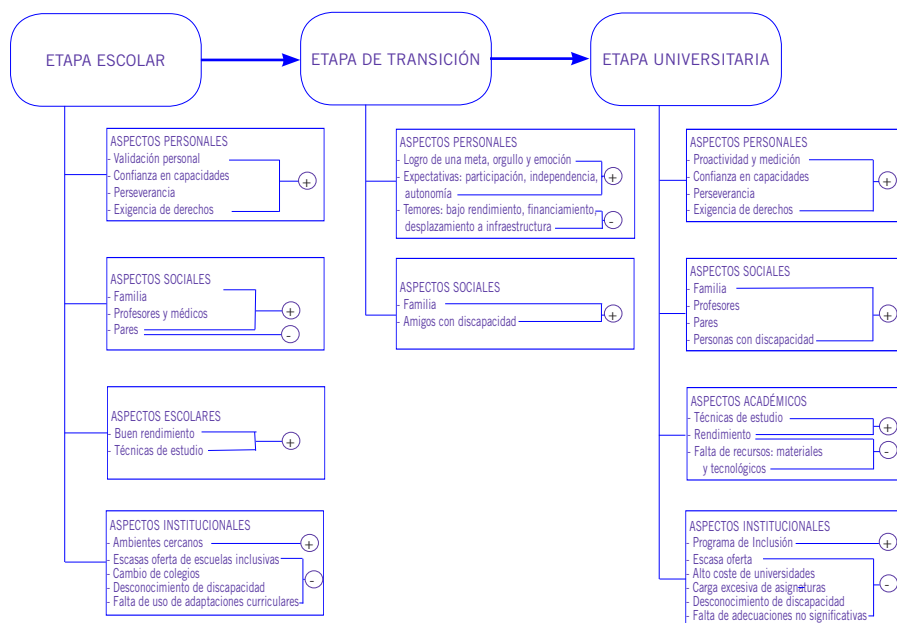 ETAPA ESCOLAR
ETAPA DE TRANSICIÓN
ETAPA UNIVERSITARIA
ASPECTOS PERSONALES
- Validación personal
- Confianza en capacidades
- Perseverancia
- Exigencia de derechos
+
ASPECTOS SOCIALES
- Familia
- Profesores y médicos
- Pares
+
-
ASPECTOS ESCOLARES
- Buen rendimiento
- Técnicas de estudio
+
ASPECTOS INSTITUCIONALES
- Ambientes cercanos
- Escasas oferta de escuelas inclusivas
- Cambio de colegios
- Desconocimiento de discapacidad
- Falta de uso de adaptaciones curriculares
+
-
ASPECTOS PERSONALES
- Logro de una meta, orgullo y emoción
- Expectativas: participación, independencia,
autonomía
- Temores: bajo rendimiento, financiamiento,
desplazamiento a infraestructura
+
-
ASPECTOS SOCIALES
- Familia
- Amigos con discapacidad
+
ASPECTOS PERSONALES
- Proactividad y medición
- Confianza en capacidades
- Perseverancia
- Exigencia de derechos
+
ASPECTOS SOCIALES
- Familia
- Profesores
- Pares
- Personas con discapacidad
+
ASPECTOS ACADÉMICOS
- Técnicas de estudio
- Rendimiento
- Falta de recursos: materiales
y tecnológicos
+
-
ASPECTOS INSTITUCIONALES
- Programa de Inclusión
- Escasa oferta
- Alto coste de universidades
- Carga excesiva de asignaturas
- Desconocimiento de discapacidad
- Falta de adecuaciones no significativas
+
-